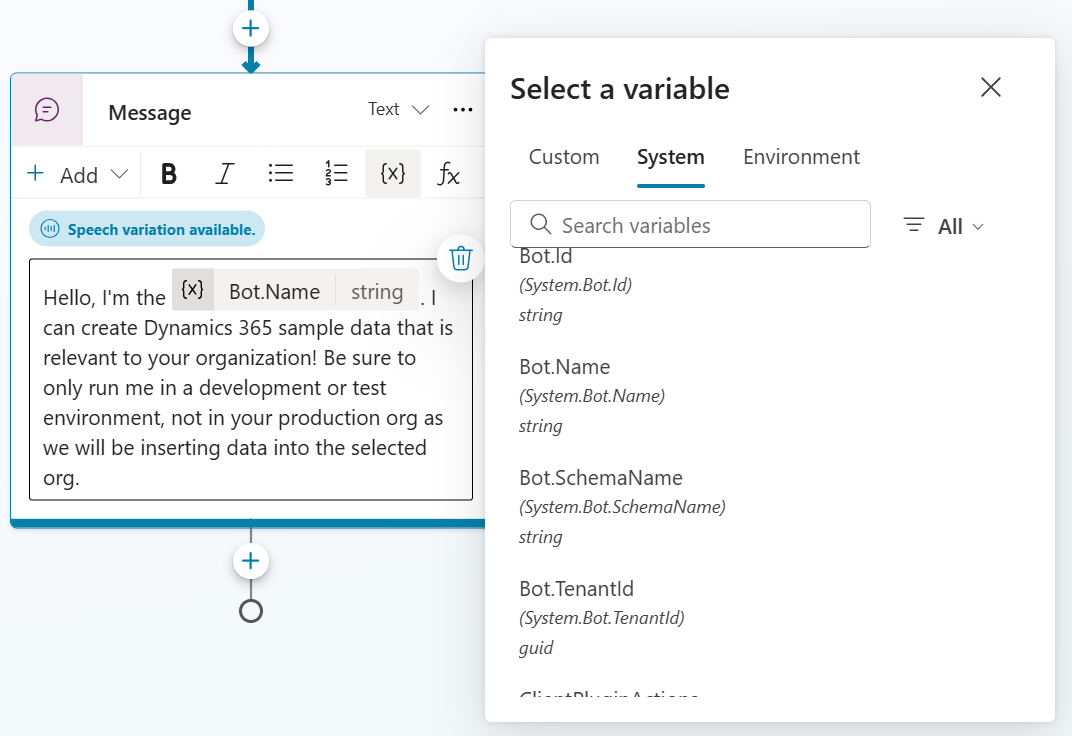 Message
Text
Add
B
I
{x}
fx
Speech variation available.
Hello, I'm the {x} Bot.Name string . I
can create Dynamics 365 sample data that is
relevant to your organization! Be sure to
only run me in a development or test
environment, not in your production org as
we will be inserting data into the selected
org.
Select a variable
Custom System Environment
Search variables
All
Bot.Id
(System.Bot.Id)
string
Bot.Name
(System.Bot.Name)
string
Bot.SchemaName
(System.Bot.SchemaName)
string
Bot.TenantId
(System.Bot.TenantId)
guid
ClientPluginActions